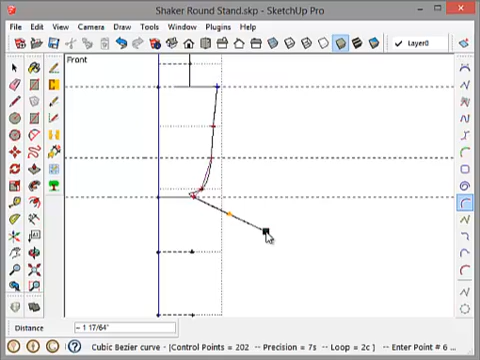 Shaker Round Stand.skp - SketchUp Pro
File Edit View Camera Draw Tools Window Plugins Help
Layer0
Front
Distance ~ 1 17/64"
Cubic Bezier curve - [Control Points = 202 -- Precision = 7s -- Loop = 2c ] -- Enter Point # 6